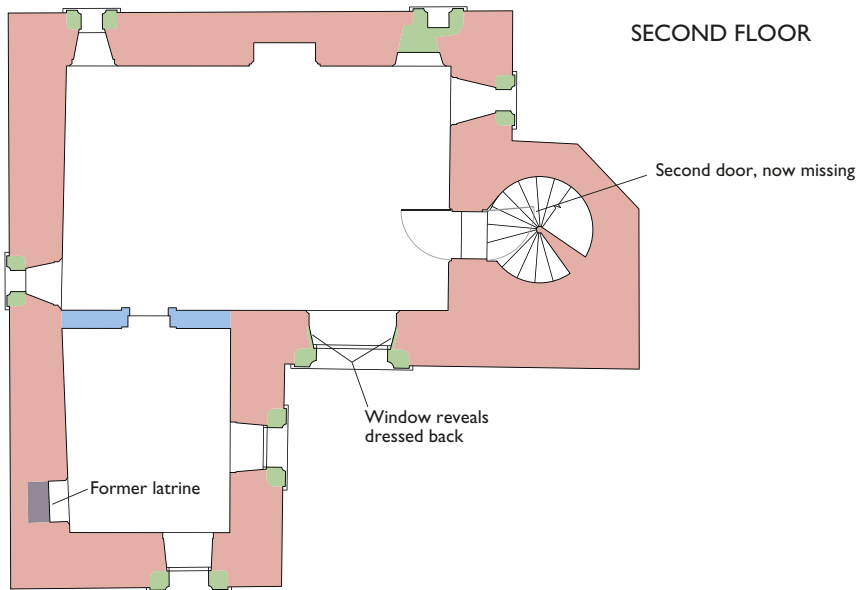 SECOND FLOOR
Second door, now missing
Window reveals
dressed back
Former latrine